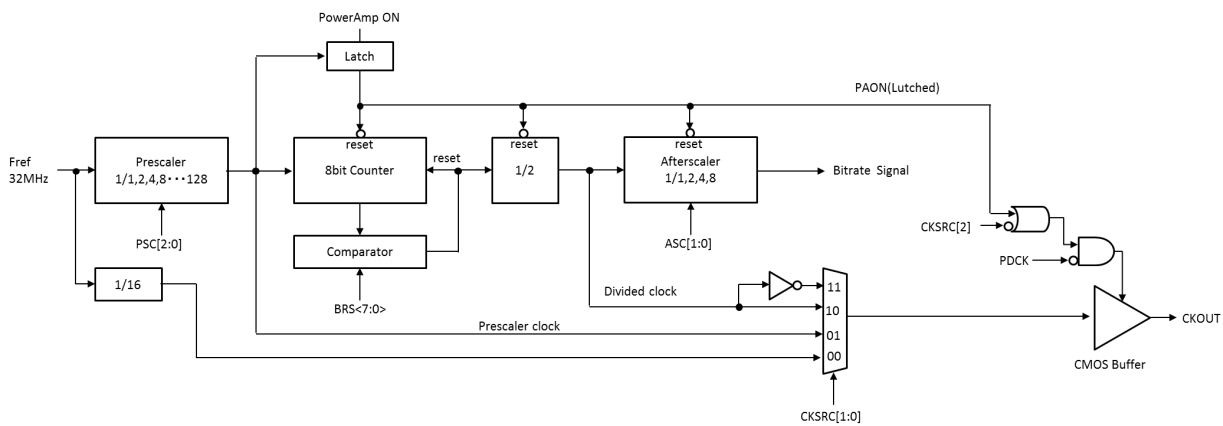 PowerAmp ON
Latch
PAON(Lutched)
Fref
32MHz
Prescaler
1/1,2,4,8・・・128
reset
8bit Counter
reset
reset
1/2
reset
Afterscaler
1/1,2,4,8
Bitrate Signal
PSC[2:0]
Comparator
ASC[1:0]
CKSRC[2]
PDCK
1/16
BRS<7:0>
Divided clock
11
10
Prescaler clock
01
00
CKOUT
CMOS Buffer
CKSRC[1:0]